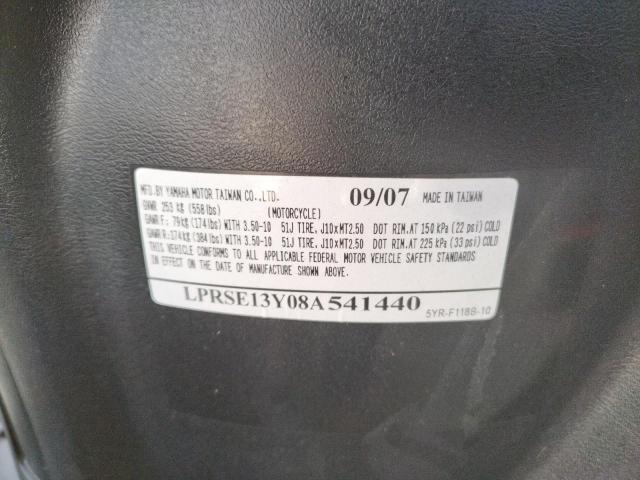 MFD.BY YAMAHA MOTOR TAIWAN CO.,LTD. 09/07 MADE IN TAIWAN
GVWR 253 kg (558 lbs) (MOTORCYCLE)
GAWR F: 79 kg (174 lbs) WITH 3.50-10 51J TIRE, J10xMT2.50 DOT RIM.AT 150 kPa (22 psi) COLD
GAWR R:174 kg (384 lbs) WITH 3.50-10 51J TIRE, J10xMT2.50 DOT RIM.AT 225 kPa (33 psi) COLD
THIS VEHICLE CONFORMS TO ALL APPLICABLE FEDERAL MOTOR VEHICLE SAFETY STANDARDS
IN EFFECT ON THE DATE OF MANUFACTURE SHOWN ABOVE.
LPRSE13Y08A541440
5YR-F118B-10